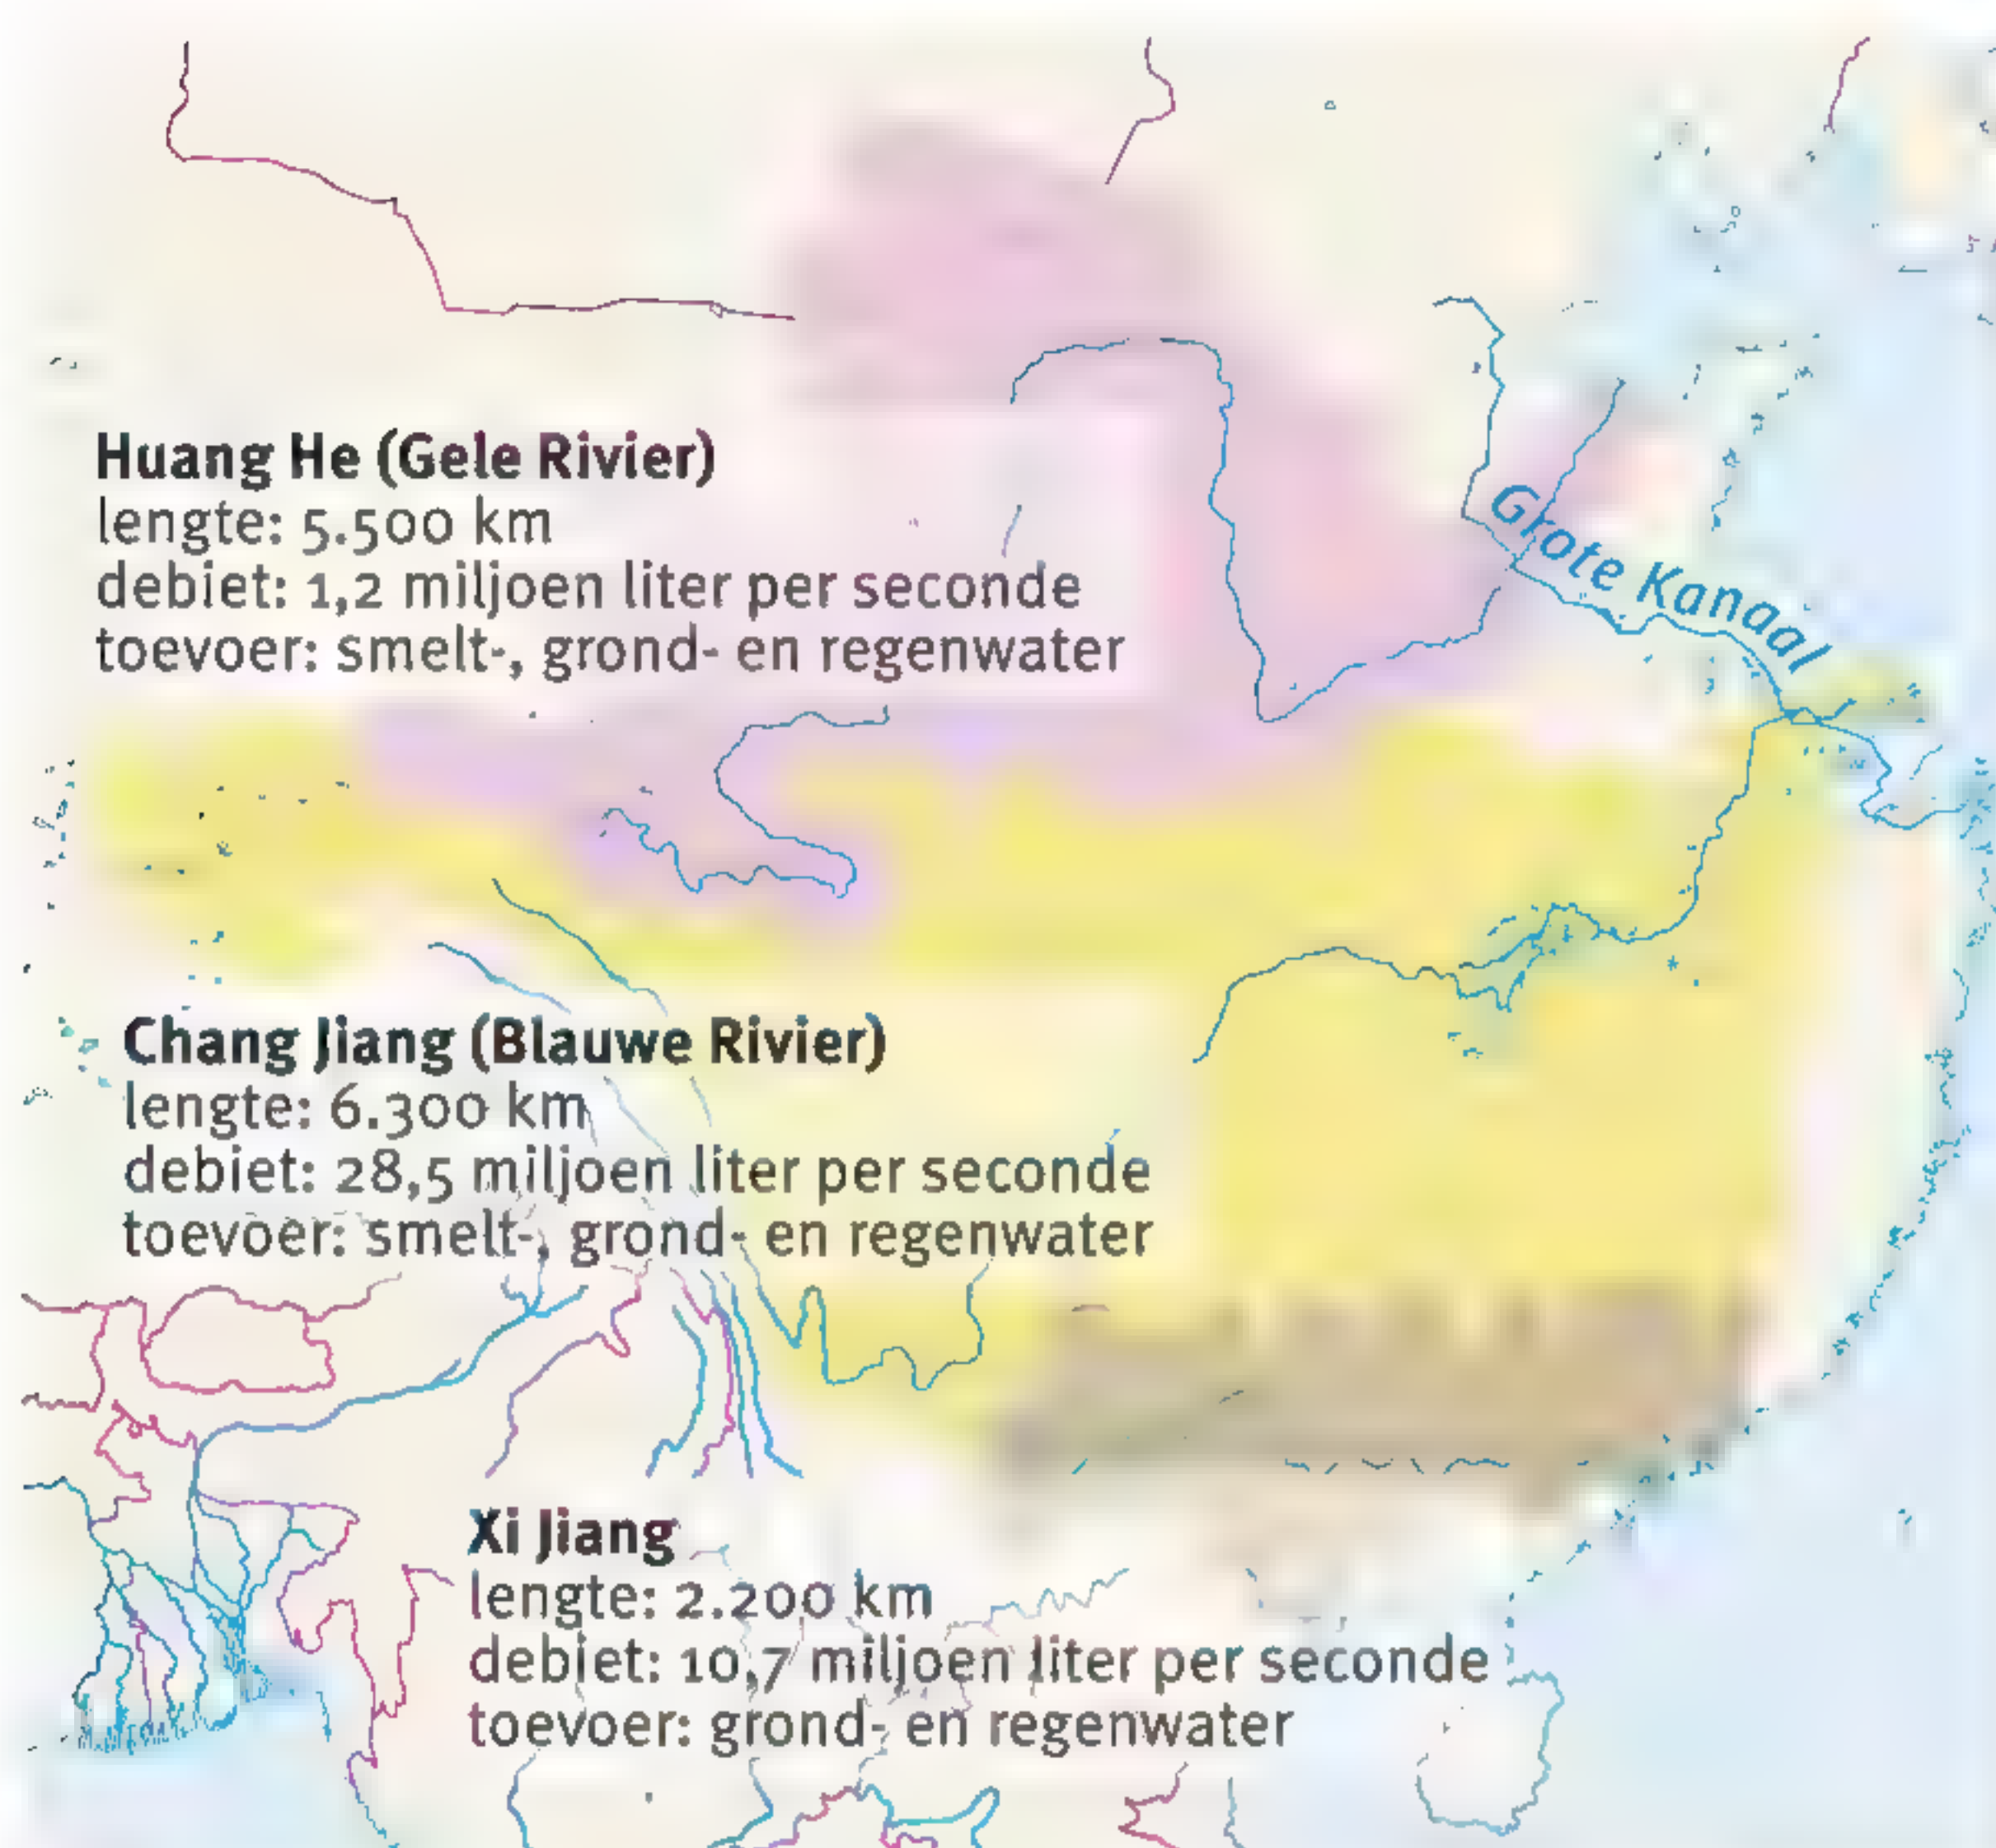 Huang He (Gele Rivier)
lengte: 5.500 km
debiet: 1,2 miljoen liter per seconde
toevoer: smelt-, grond- en regenwater
Grote Kanaal
Chang Jiang (Blauwe Rivier)
lengte: 6.300 km
debiet: 28,5 miljoen liter per seconde
toevoer: smelt-, grond- en regenwater
Xi Jiang
lengte: 2.200 km
debiet: 10,7 miljoen liter per seconde
toevoer: grond- en regenwater